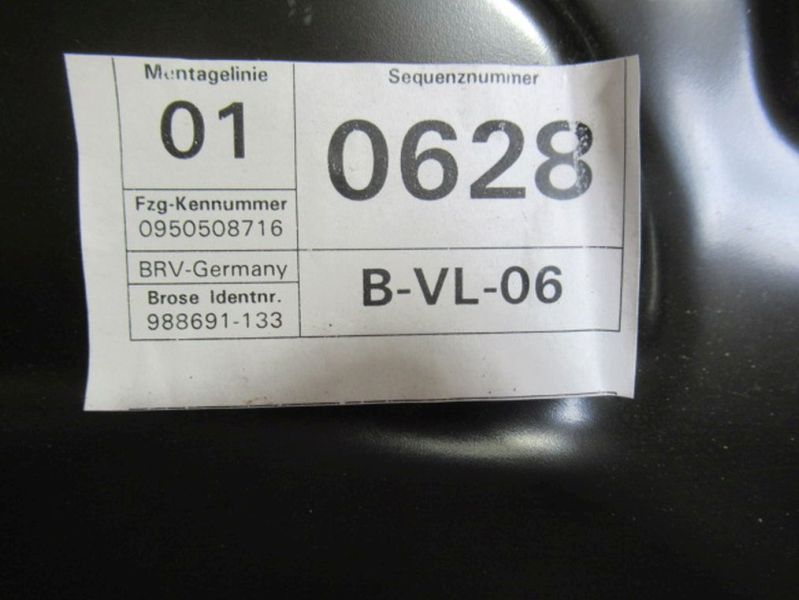 Montagelinie
01
Sequenznummer
0628
Fzg-Kennummer
0950508716
BRV-Germany
Brose Identnr.
988691-133
B-VL-06